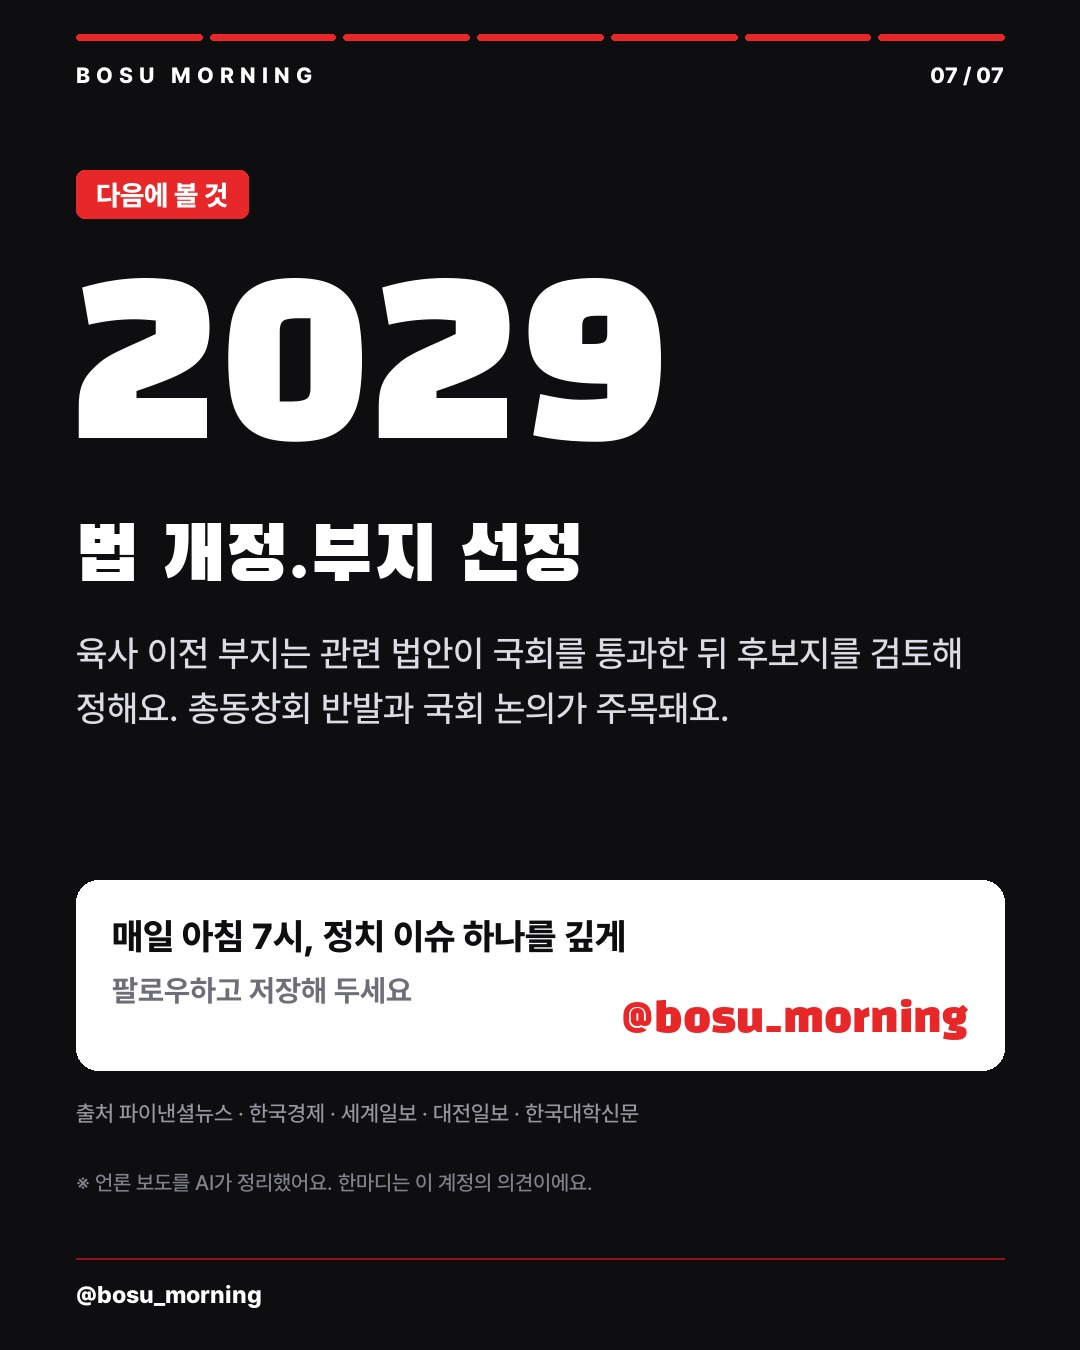 BOSU MORNING
07 / 07
다음에 볼 것
2029
법 개정.부지 선정
육사 이전 부지는 관련 법안이 국회를 통과한 뒤 후보지를 검토해
정해요. 총동창회 반발과 국회 논의가 주목돼요.
매일 아침 7시, 정치 이슈 하나를 깊게
팔로우하고 저장해 두세요
@bosu_morning
출처 파이낸셜뉴스 · 한국경제 · 세계일보 · 대전일보 · 한국대학신문
※ 언론 보도를 AI가 정리했어요. 한마디는 이 계정의 의견이에요.
@bosu_morning